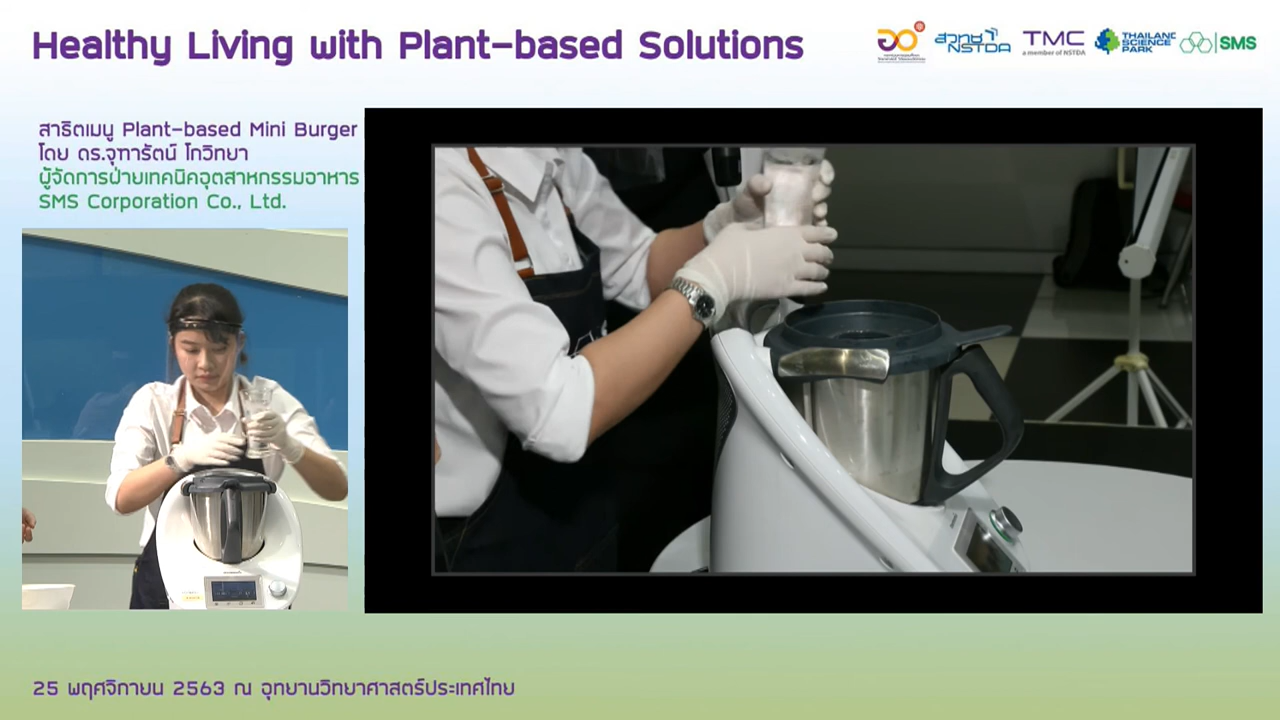 Healthy Living with Plant-based Solutions
สวทช
NSTDA
TMC
a member of NSTDA
THAILAND
SCIENCE
PARK
SMS
สาธิตเมนู Plant-based Mini Burger
โดย ดร.จุฑารัตน์ โกวิทยา
ผู้จัดการฝ่ายเทคนิคอุตสาหกรรมอาหาร
SMS Corporation Co., Ltd.
25 พฤศจิกายน 2563 ณ อุทยานวิทยาศาสตร์ประเทศไทย